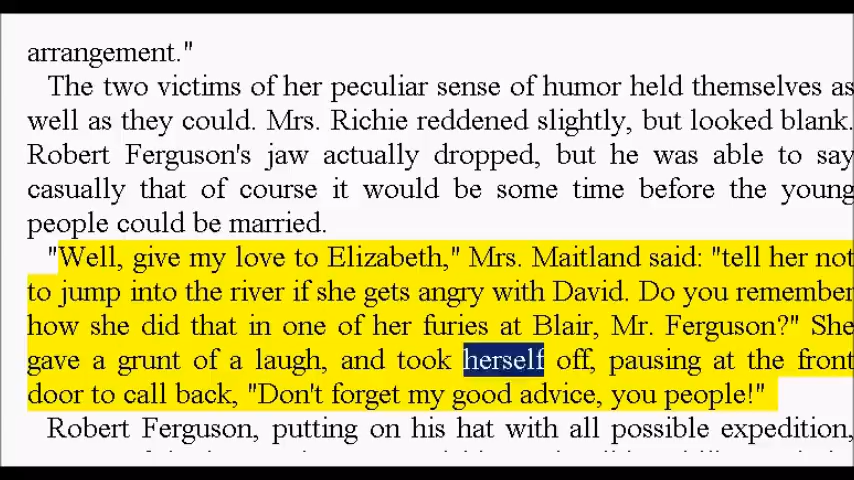 arrangement."
The two victims of her peculiar sense of humor held themselves as
well as they could. Mrs. Richie reddened slightly, but looked blank.
Robert Ferguson's jaw actually dropped, but he was able to say
casually that of course it would be some time before the young
people could be married.
"Well, give my love to Elizabeth," Mrs. Maitland said: "tell her not
to jump into the river if she gets angry with David. Do you remember
how she did that in one of her furies at Blair, Mr. Ferguson?" She
gave a grunt of a laugh, and took herself off, pausing at the front
door to call back, "Don't forget my good advice, you people!"
Robert Ferguson, putting on his hat with all possible expedition,